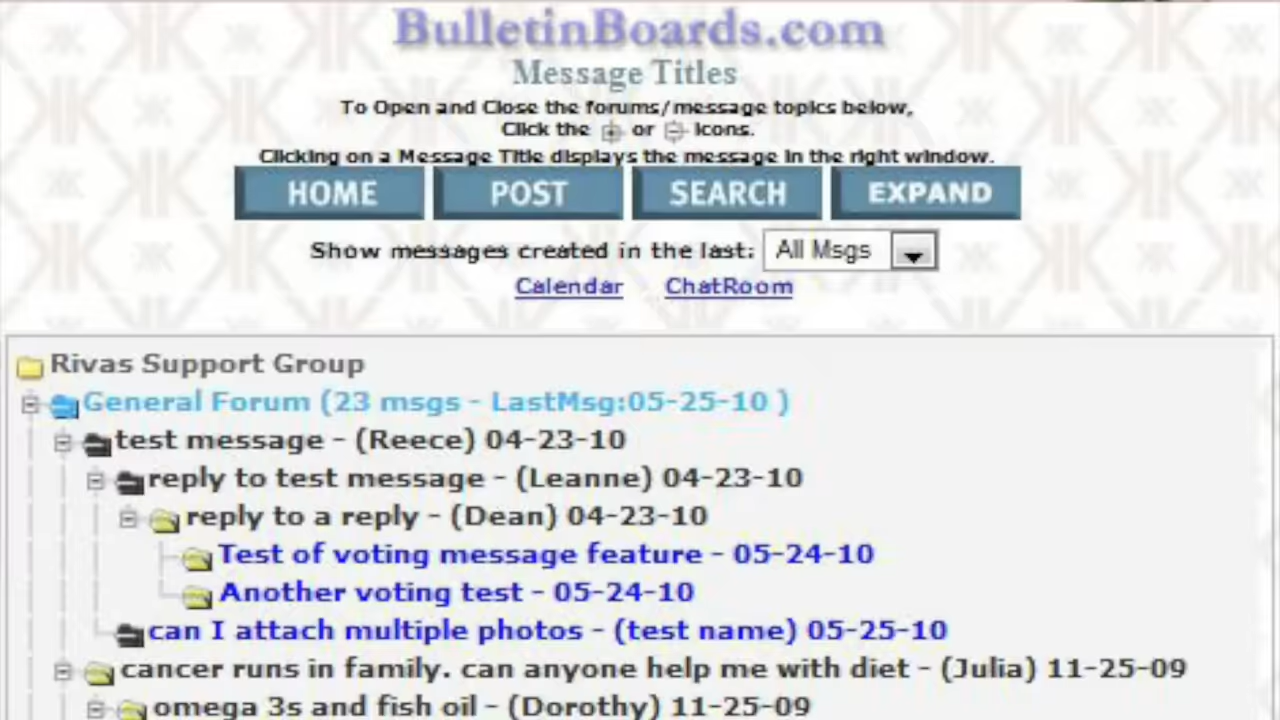 BulletinBoards.com
Message Titles
To Open and Close the forums/message topics below,
Click the or Icons.
Clicking on a Message Title displays the message in the right window.
HOME POST SEARCH EXPAND
Show messages created in the last: All Msgs
Calendar ChatRoom
Rivas Support Group
General Forum (23 msgs - LastMsg:05-25-10 )
test message - (Reece) 04-23-10
reply to test message - (Leanne) 04-23-10
reply to a reply - (Dean) 04-23-10
Test of voting message feature - 05-24-10
Another voting test - 05-24-10
can I attach multiple photos - (test name) 05-25-10
cancer runs in family. can anyone help me with diet - (Julia) 11-25-09
omega 3s and fish oil - (Dorothy) 11-25-09